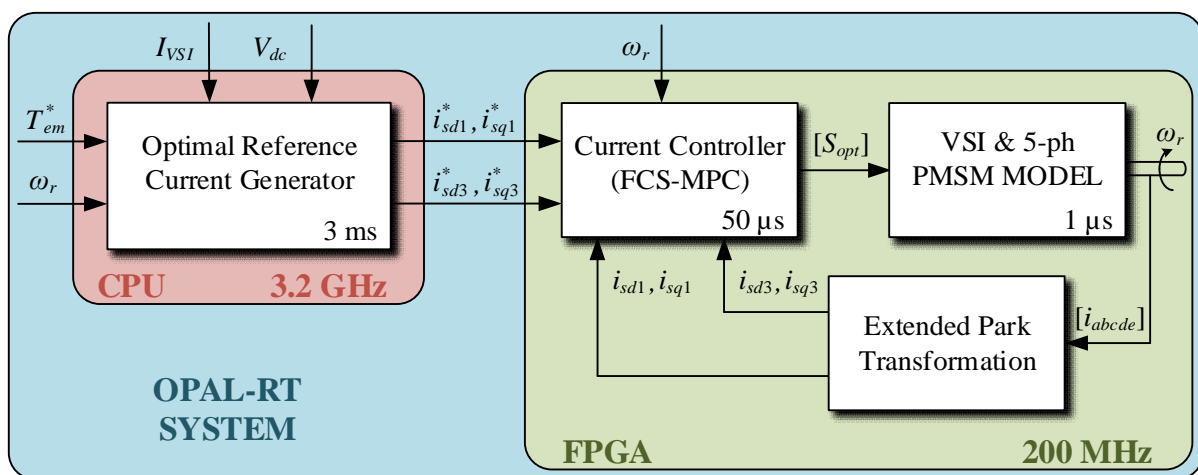 I_VSI
V_dc
ω_r
T*_em
ω_r
Optimal Reference
Current Generator
3 ms
CPU
3.2 GHz
i*_sd1, i*_sq1
i*_sd3, i*_sq3
Current Controller
(FCS-MPC)
50 µs
[S_opt]
VSI & 5-ph
PMSM MODEL
1 µs
ω_r
i_sd1, i_sq1
i_sd3, i_sq3
[i_abcde]
Extended Park
Transformation
OPAL-RT
SYSTEM
FPGA
200 MHz